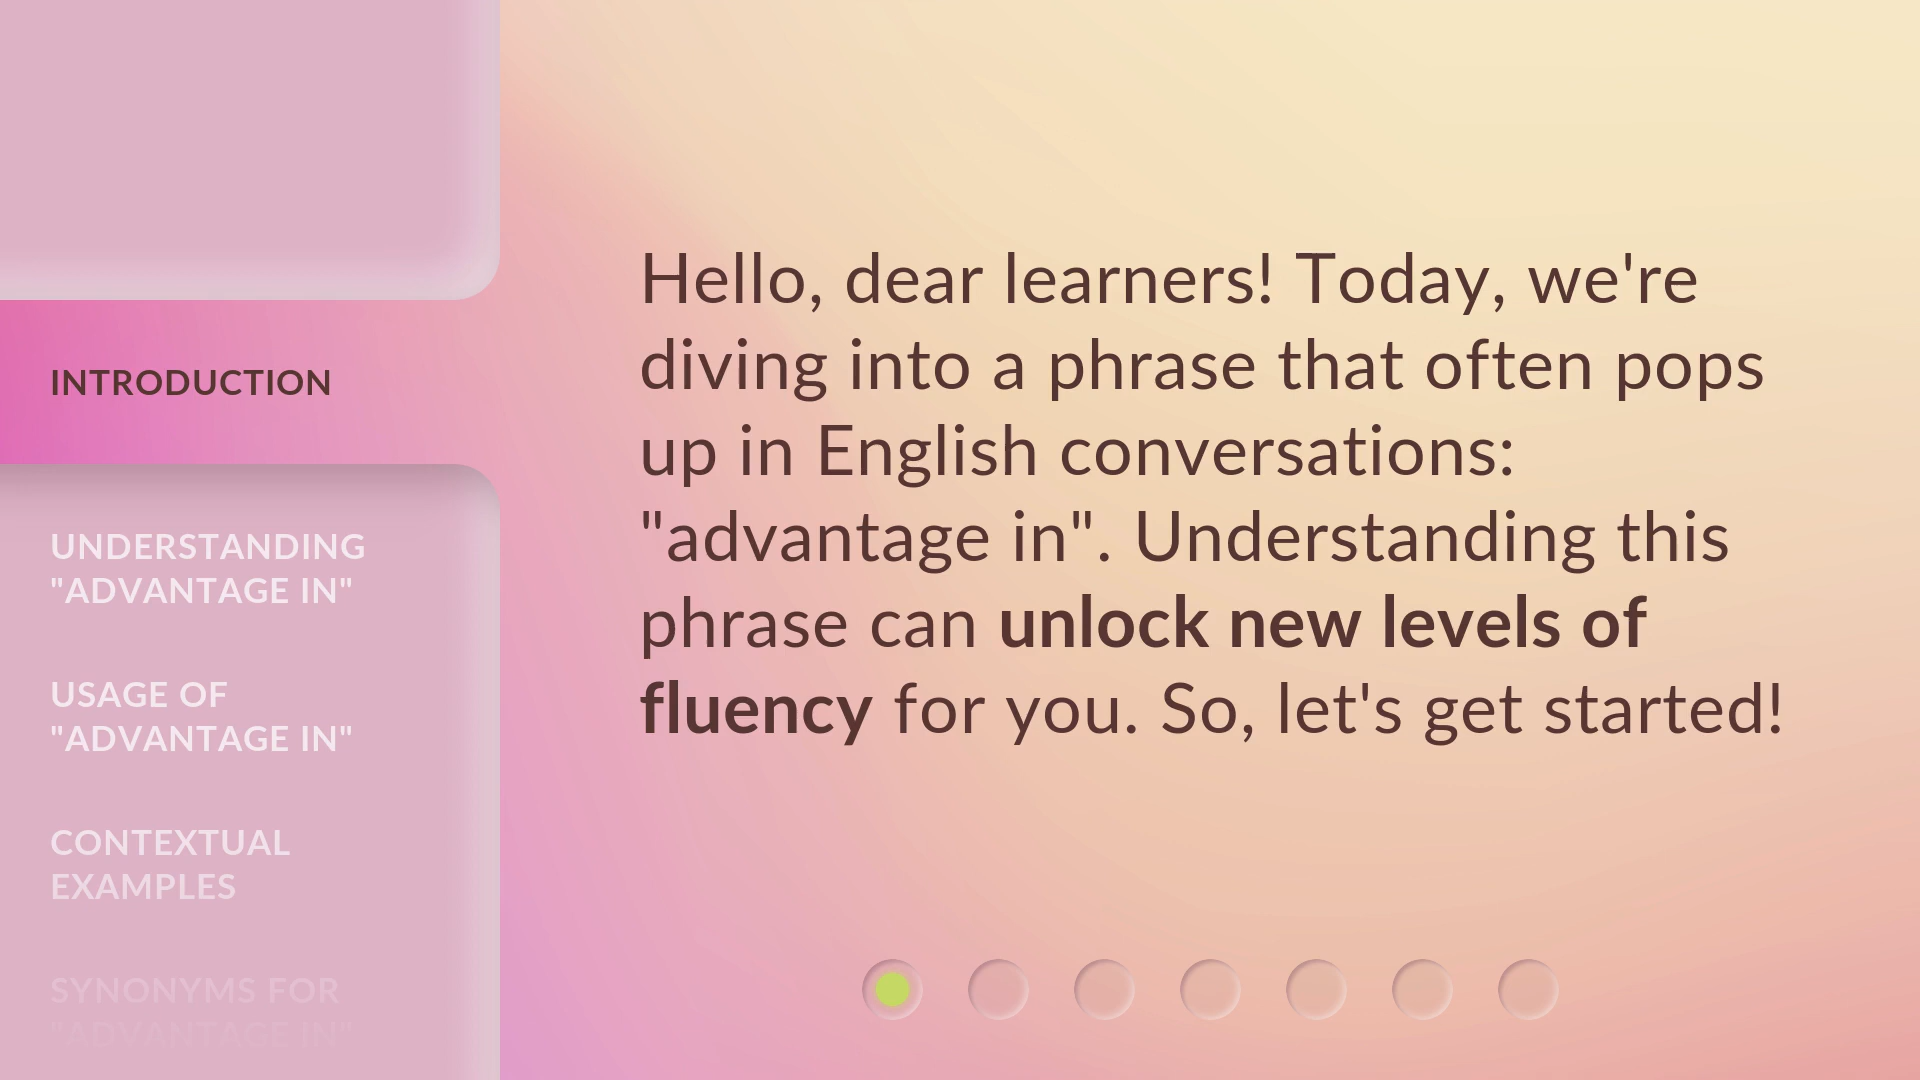 INTRODUCTION
UNDERSTANDING
"ADVANTAGE IN"
USAGE OF
"ADVANTAGE IN"
CONTEXTUAL
EXAMPLES
SYNONYMS FOR
"ADVANTAGE IN"
Hello, dear learners! Today, we're
diving into a phrase that often pops
up in English conversations:
"advantage in". Understanding this
phrase can unlock new levels of
fluency for you. So, let's get started!